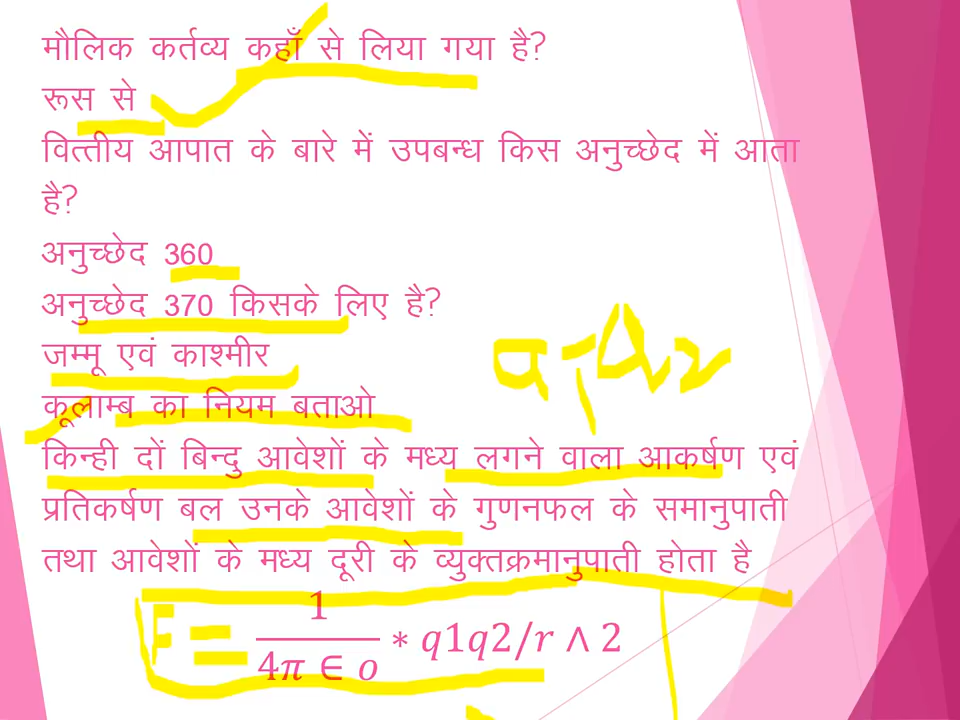 मौलिक कर्तव्य कहाँ से लिया गया है?
रूस से
वित्तीय आपात के बारे में उपबन्ध किस अनुच्छेद में आता
है?
अनुच्छेद 360
अनुच्छेद 370 किसके लिए है?
जम्मू एवं काश्मीर
कूलाम्ब का नियम बताओ
किन्ही दों बिन्दु आवेशों के मध्य लगने वाला आकर्षण एवं
प्रतिकर्षण बल उनके आवेशों के गुणनफल के समानुपाती
तथा आवेशों के मध्य दूरी के व्युक्तक्रमानुपाती होता है
F = 1/4π ∈ o * q1q2/r ∧ 2